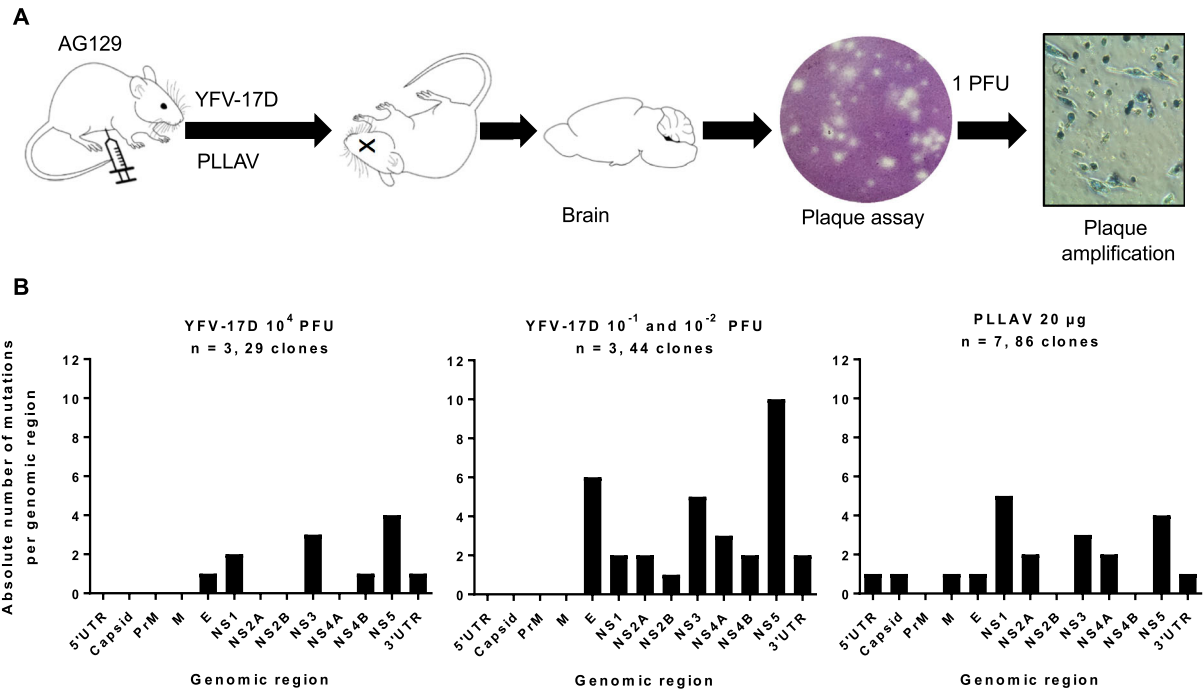 A
AG129
YFV-17D
PLLAV
Brain
Plaque assay
1 PFU
Plaque
amplification
B
Absolute number of mutations
per genomic region
YFV-17D 10^4 PFU
n = 3, 29 clones
12
10
8
6
4
2
0
5'UTR
Capsid
PrM
M
E
NS1
NS2A
NS2B
NS3
NS4A
NS4B
NS5
3'UTR
Genomic region
YFV-17D 10^-1 and 10^-2 PFU
n = 3, 44 clones
12
10
8
6
4
2
0
5'UTR
Capsid
PrM
M
E
NS1
NS2A
NS2B
NS3
NS4A
NS4B
NS5
3'UTR
Genomic region
PLLAV 20 µg
n = 7, 86 clones
12
10
8
6
4
2
0
5'UTR
Capsid
PrM
M
E
NS1
NS2A
NS2B
NS3
NS4A
NS4B
NS5
3'UTR
Genomic region